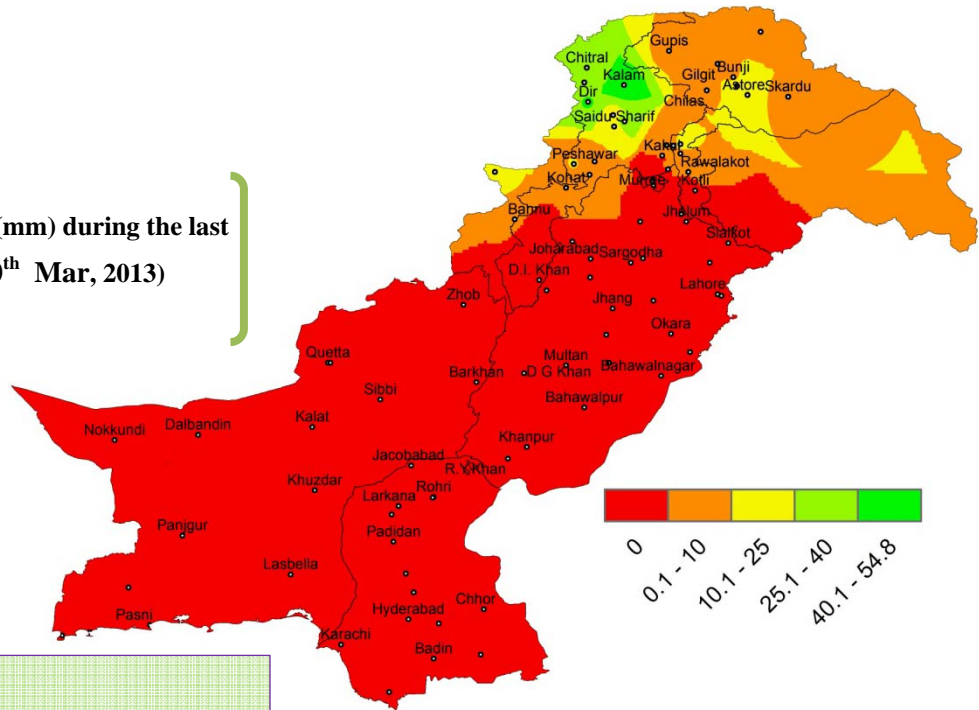 (mm) during the last
th Mar, 2013)
Chitral
Gupis
Kalam
Gilgit
Bunji
Dir
Astore
Skardu
Chilas
Saidu Sharif
Peshawar
Rawalakot
Kohat
Kotli
Bannu
Jhelum
Sialkot
Joharabad
Sargodha
D.I. Khan
Zhob
Jhang
Lahore
Okara
Quetta
Multan
Barkhan
D G Khan
Bahawalnagar
Sibbi
Bahawalpur
Nokkundi
Dalbandin
Kalat
Khanpur
Jacobabad
R.Y.Khan
Khuzdar
Rohri
Larkana
Panjgur
Padidan
Lasbella
Pasni
Hyderabad
Chhor
Karachi
Badin
0
0.1 - 10
10.1 - 25
25.1 - 40
40.1 - 54.8